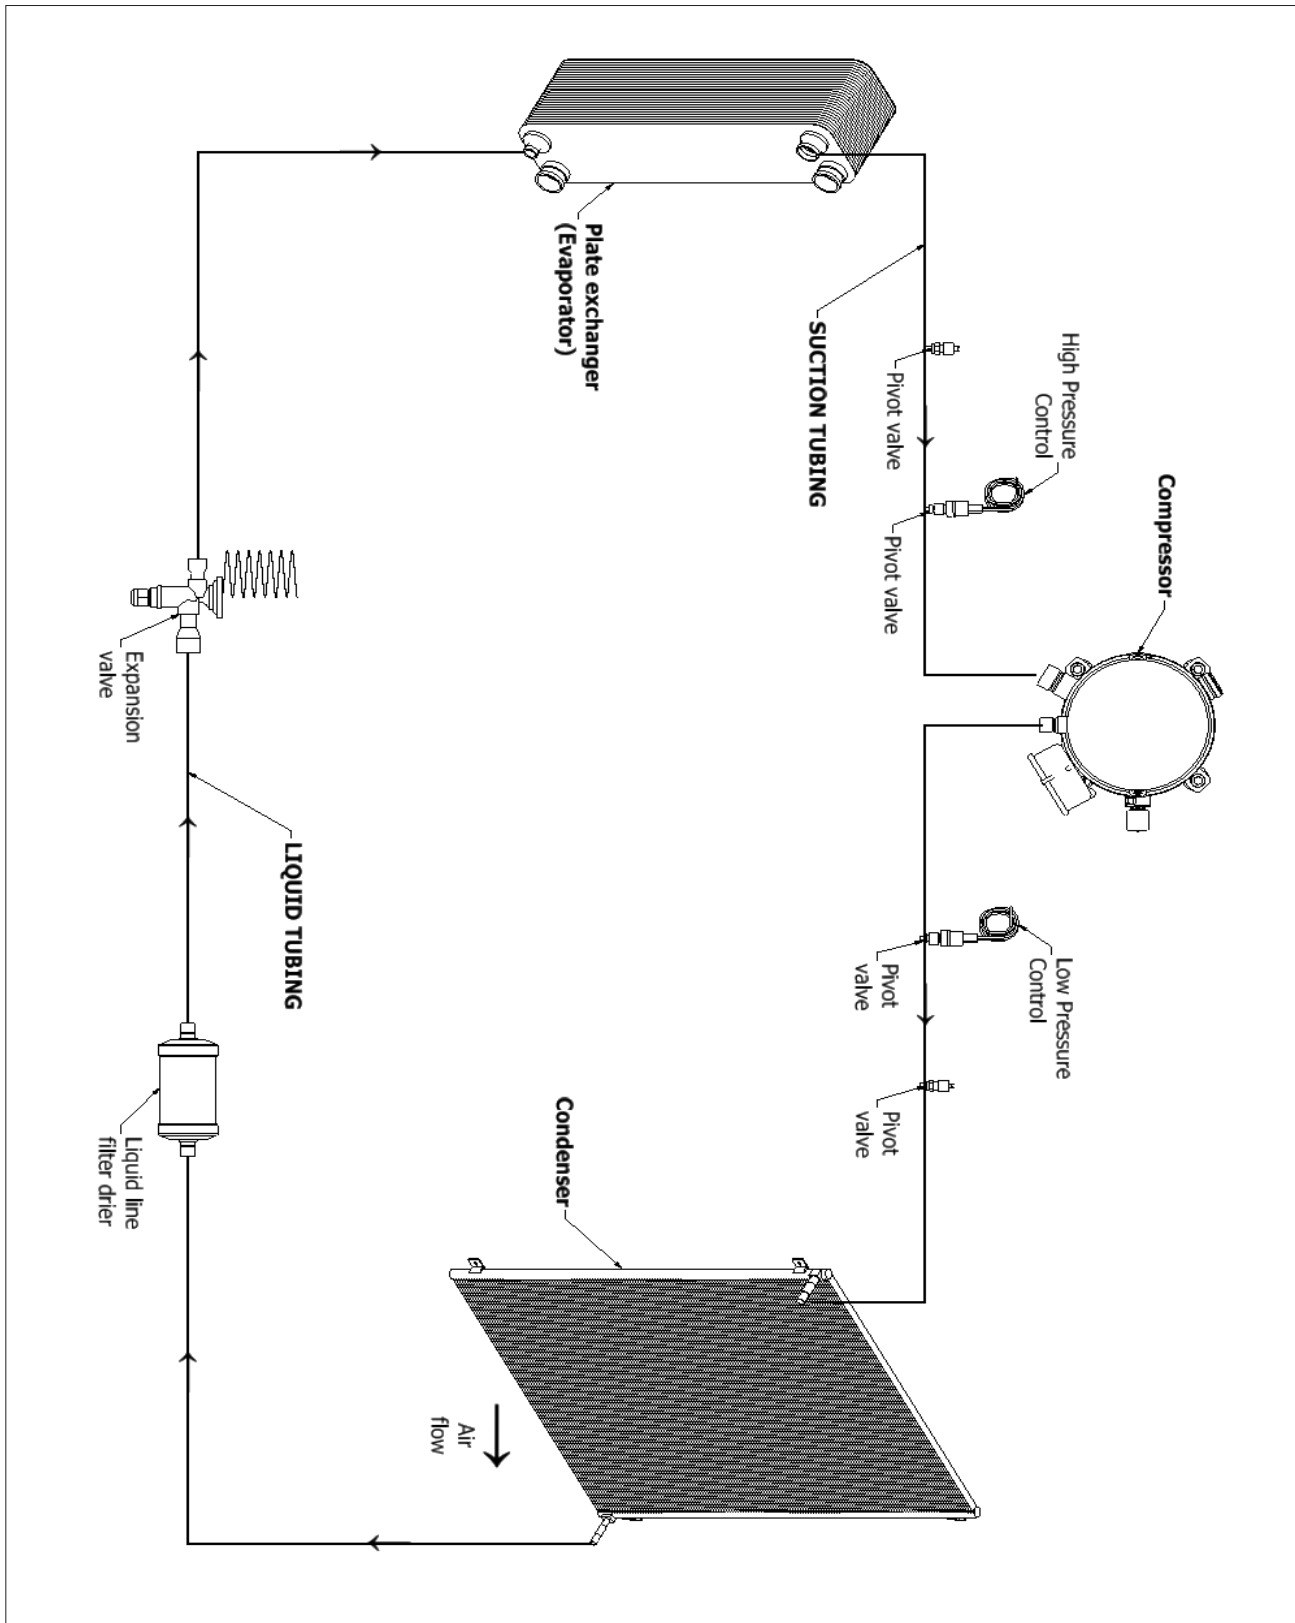 Compressor
High Pressure
Control
Low Pressure
Control
Pivot valve
Pivot valve
Pivot
valve
Pivot
valve
SUCTION TUBING
Plate exchanger
(Evaporator)
Condenser
Air
flow
LIQUID TUBING
Expansion
valve
Liquid line
filter drier